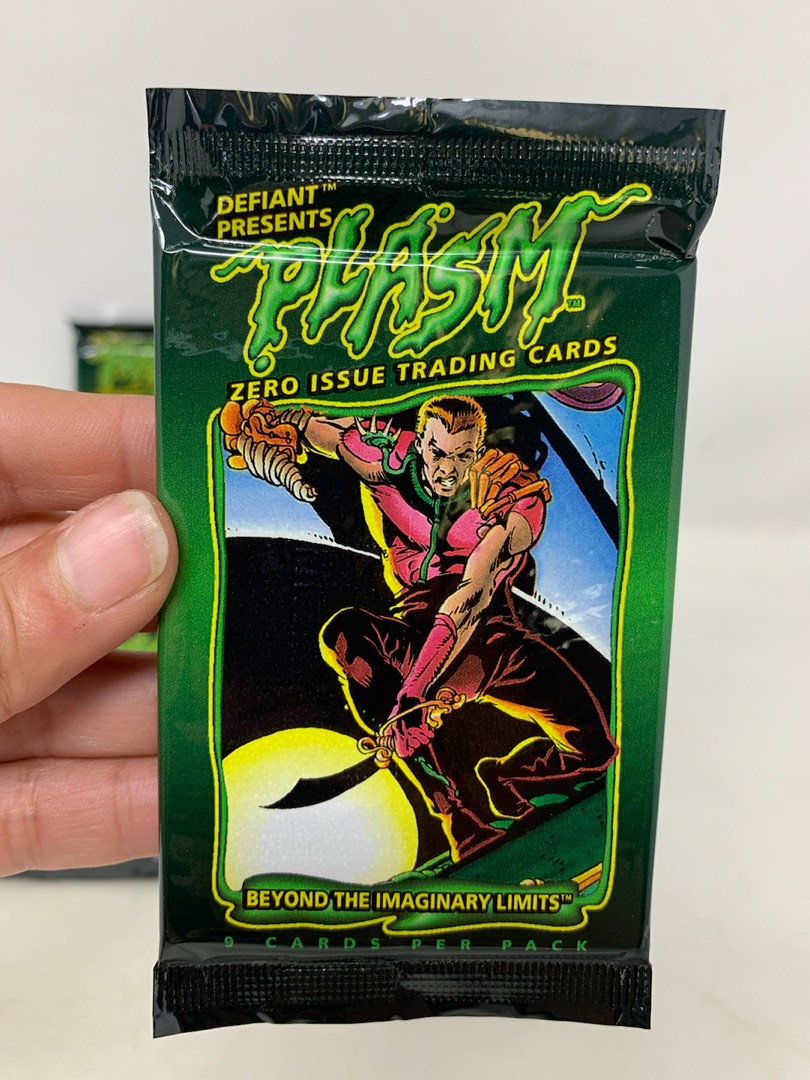 DEFIANT™
PRESENTS
PLASM™
ZERO ISSUE TRADING CARDS
BEYOND THE IMAGINARY LIMITS™
9 CARDS PER PACK